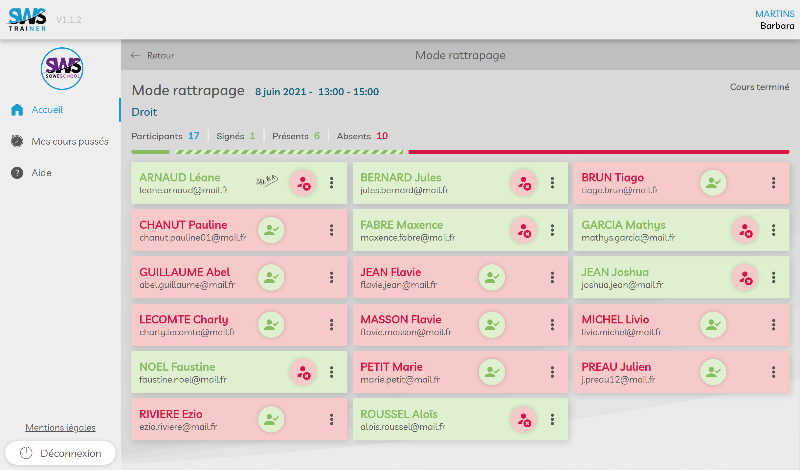 SWS
TRAINER
V1.1.2
MARTINS
Barbara
SWS
SOWESCHOOL
Accueil
Mes cours passés
Aide
Mentions légales
Déconnexion
Retour
Mode rattrapage
Mode rattrapage 8 juin 2021 - 13:00 - 15:00
Cours terminé
Droit
Participants 17 Signés 1 Présents 6 Absents 10
ARNAUD Léane
leane.arnaud@mail.fr
BERNARD Jules
jules.bernard@mail.fr
BRUN Tiago
tiago.brun@mail.fr
CHANUT Pauline
chanut.pauline01@mail.fr
FABRE Maxence
maxence.fabre@mail.fr
GARCIA Mathys
mathys.garcia@mail.fr
GUILLAUME Abel
abel.guillaume@mail.fr
JEAN Flavie
flavie.jean@mail.fr
JEAN Joshua
joshua.jean@mail.fr
LECOMTE Charly
charly.lecomte@mail.fr
MASSON Flavie
flavie.masson@mail.fr
MICHEL Livio
livio.michel@mail.fr
NOEL Faustine
faustine.noel@mail.fr
PETIT Marie
marie.petit@mail.fr
PREAU Julien
j.preau12@mail.fr
RIVIERE Ezio
ezio.riviere@mail.fr
ROUSSEL Aloïs
alois.roussel@mail.fr